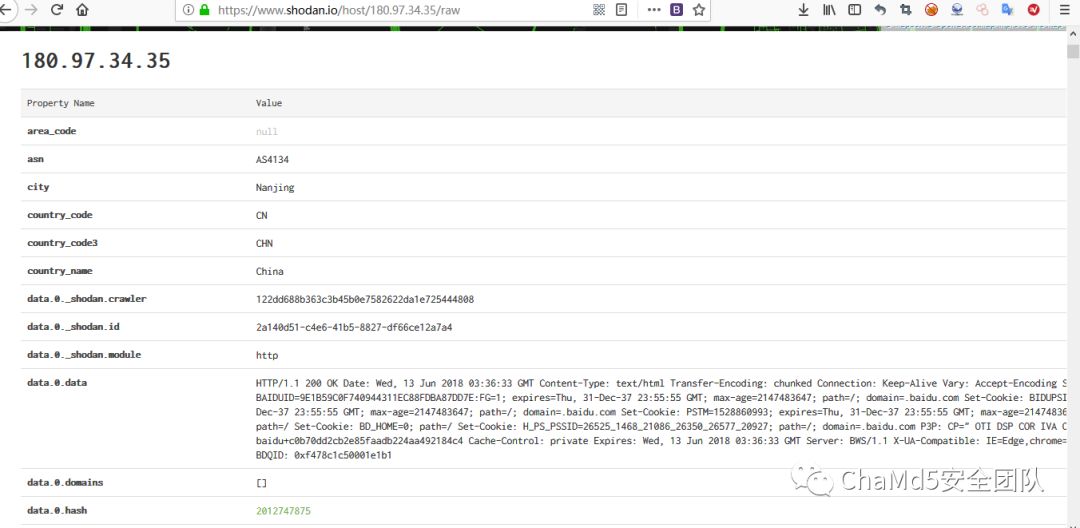 https://www.shodan.io/host/180.97.34.35/raw
180.97.34.35
Property Name Value
area_code null
asn AS4134
city Nanjing
country_code CN
country_code3 CHN
country_name China
data.0._shodan.crawler 122dd688b363c3b45b0e7582622da1e725444808
data.0._shodan.id 2a140d51-c4e6-41b5-8827-df66ce12a7a4
data.0._shodan.module http
data.0.data HTTP/1.1 200 OK Date: Wed, 13 Jun 2018 03:36:33 GMT Content-Type: text/html Transfer-Encoding: chunked Connection: Keep-Alive Vary: Accept-Encoding S
BAIDUID=9E1B59C0F740944311EC88FDBA87DD7E:FG=1; expires=Thu, 31-Dec-37 23:55:55 GMT; max-age=2147483647; path=/; domain=.baidu.com Set-Cookie: BIDUPSI
Dec-37 23:55:55 GMT; max-age=2147483647; path=/; domain=.baidu.com Set-Cookie: PSTM=1528860993; expires=Thu, 31-Dec-37 23:55:55 GMT; max-age=21474836
path=/ Set-Cookie: BD_HOME=0; path=/ Set-Cookie: H_PS_PSSID=26525_1468_21086_26350_26577_20927; path=/; domain=.baidu.com P3P: CP=" OTI DSP COR IVA O
baidu+c0b70dd2cb2e85faadb224aa492184c4 Cache-Control: private Expires: Wed, 13 Jun 2018 03:36:33 GMT Server: BWS/1.1 X-UA-Compatible: IE=Edge,chrome=
BDQID: 0xf478c1c50001e1b1
data.0.domains []
ChaMd5安全团队
data.0.hash 2012747875